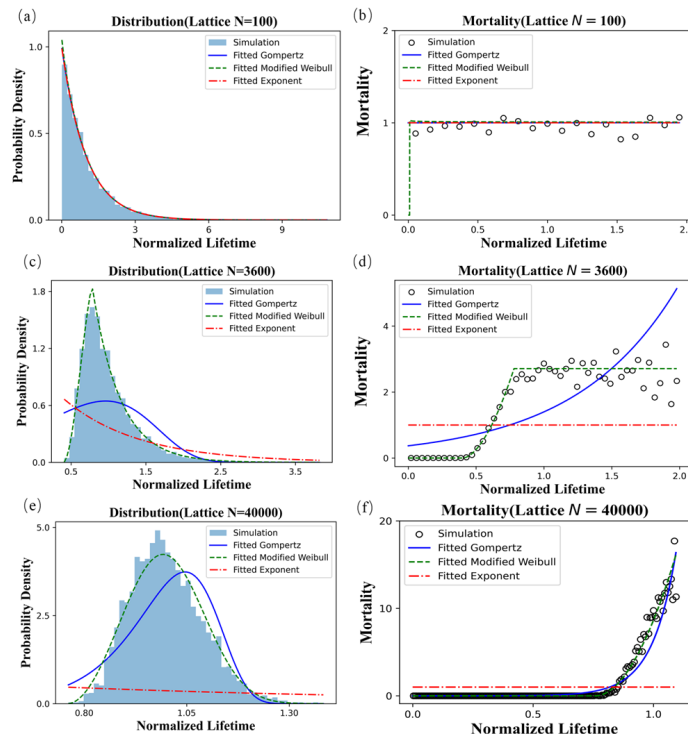 (a)
Distribution(Lattice N=100)
Simulation
Fitted Gompertz
Fitted Modified Weibull
Fitted Exponent
1.0
0.5
0.0
0
3
6
9
Probability Density
Normalized Lifetime
(b)
Mortality(Lattice N = 100)
Simulation
Fitted Gompertz
Fitted Modified Weibull
Fitted Exponent
2
1
0
0.0
0.5
1.0
1.5
2.0
Mortality
Normalized Lifetime
(c)
Distribution(Lattice N=3600)
Simulation
Fitted Gompertz
Fitted Modified Weibull
Fitted Exponent
1.8
1.2
0.6
0.0
0.5
1.5
2.5
3.5
Probability Density
Normalized Lifetime
(d)
Mortality(Lattice N = 3600)
Simulation
Fitted Gompertz
Fitted Modified Weibull
Fitted Exponent
4
2
0
0.0
0.5
1.0
1.5
2.0
Mortality
Normalized Lifetime
(e)
Distribution(Lattice N=40000)
Simulation
Fitted Gompertz
Fitted Modified Weibull
Fitted Exponent
5.0
2.5
0.0
0.80
1.05
1.30
Probability Density
Normalized Lifetime
(f)
Mortality(Lattice N = 40000)
Simulation
Fitted Gompertz
Fitted Modified Weibull
Fitted Exponent
20
10
0
0.0
0.5
1.0
Mortality
Normalized Lifetime